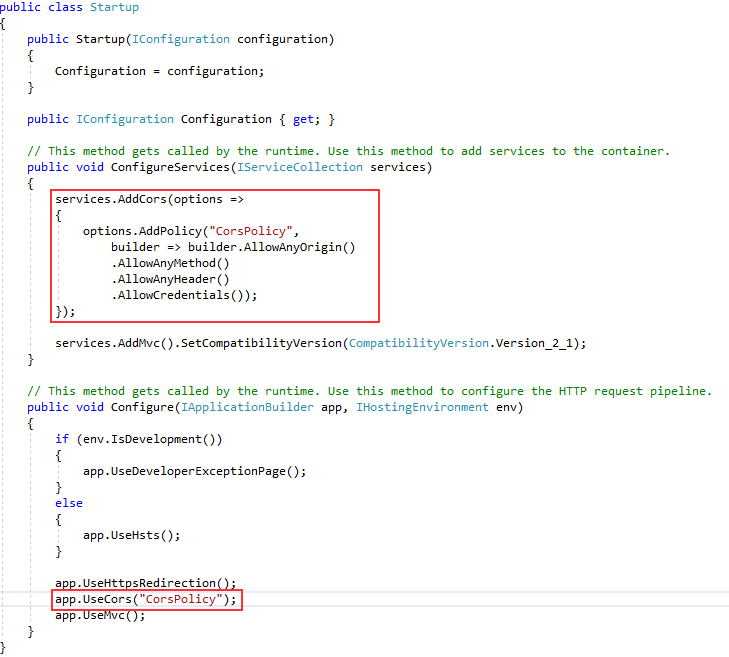 public class Startup
{
    public Startup(IConfiguration configuration)
    {
        Configuration = configuration;
    }
    public IConfiguration Configuration { get; }
    // This method gets called by the runtime. Use this method to add services to the container.
    public void ConfigureServices(IServiceCollection services)
    {
        services.AddCors(options =>
        {
            options.AddPolicy("CorsPolicy",
                builder => builder.AllowAnyOrigin()
                .AllowAnyMethod()
                .AllowAnyHeader()
                .AllowCredentials());
        });
        services.AddMvc().SetCompatibilityVersion(CompatibilityVersion.Version_2_1);
    }
    // This method gets called by the runtime. Use this method to configure the HTTP request pipeline.
    public void Configure(IApplicationBuilder app, IHostingEnvironment env)
    {
        if (env.IsDevelopment())
        {
            app.UseDeveloperExceptionPage();
        }
        else
        {
            app.UseHsts();
        }
        app.UseHttpsRedirection();
        app.UseCors("CorsPolicy");
        app.UseMvc();
    }
}